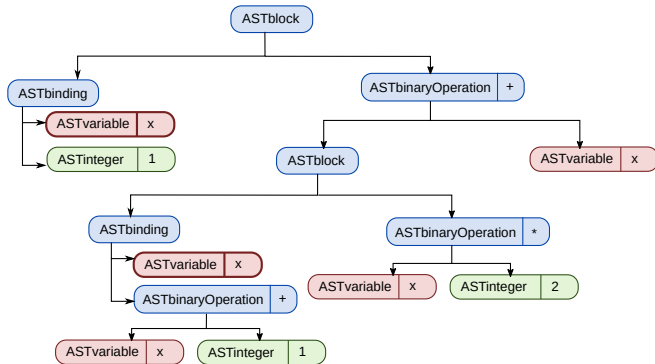 ASTblock
ASTbinding
ASTbinaryOperation +
ASTvariable x
ASTinteger 1
ASTblock
ASTvariable x
ASTbinding
ASTbinaryOperation *
ASTvariable x
ASTbinaryOperation +
ASTvariable x
ASTinteger 2
ASTvariable x
ASTinteger 1